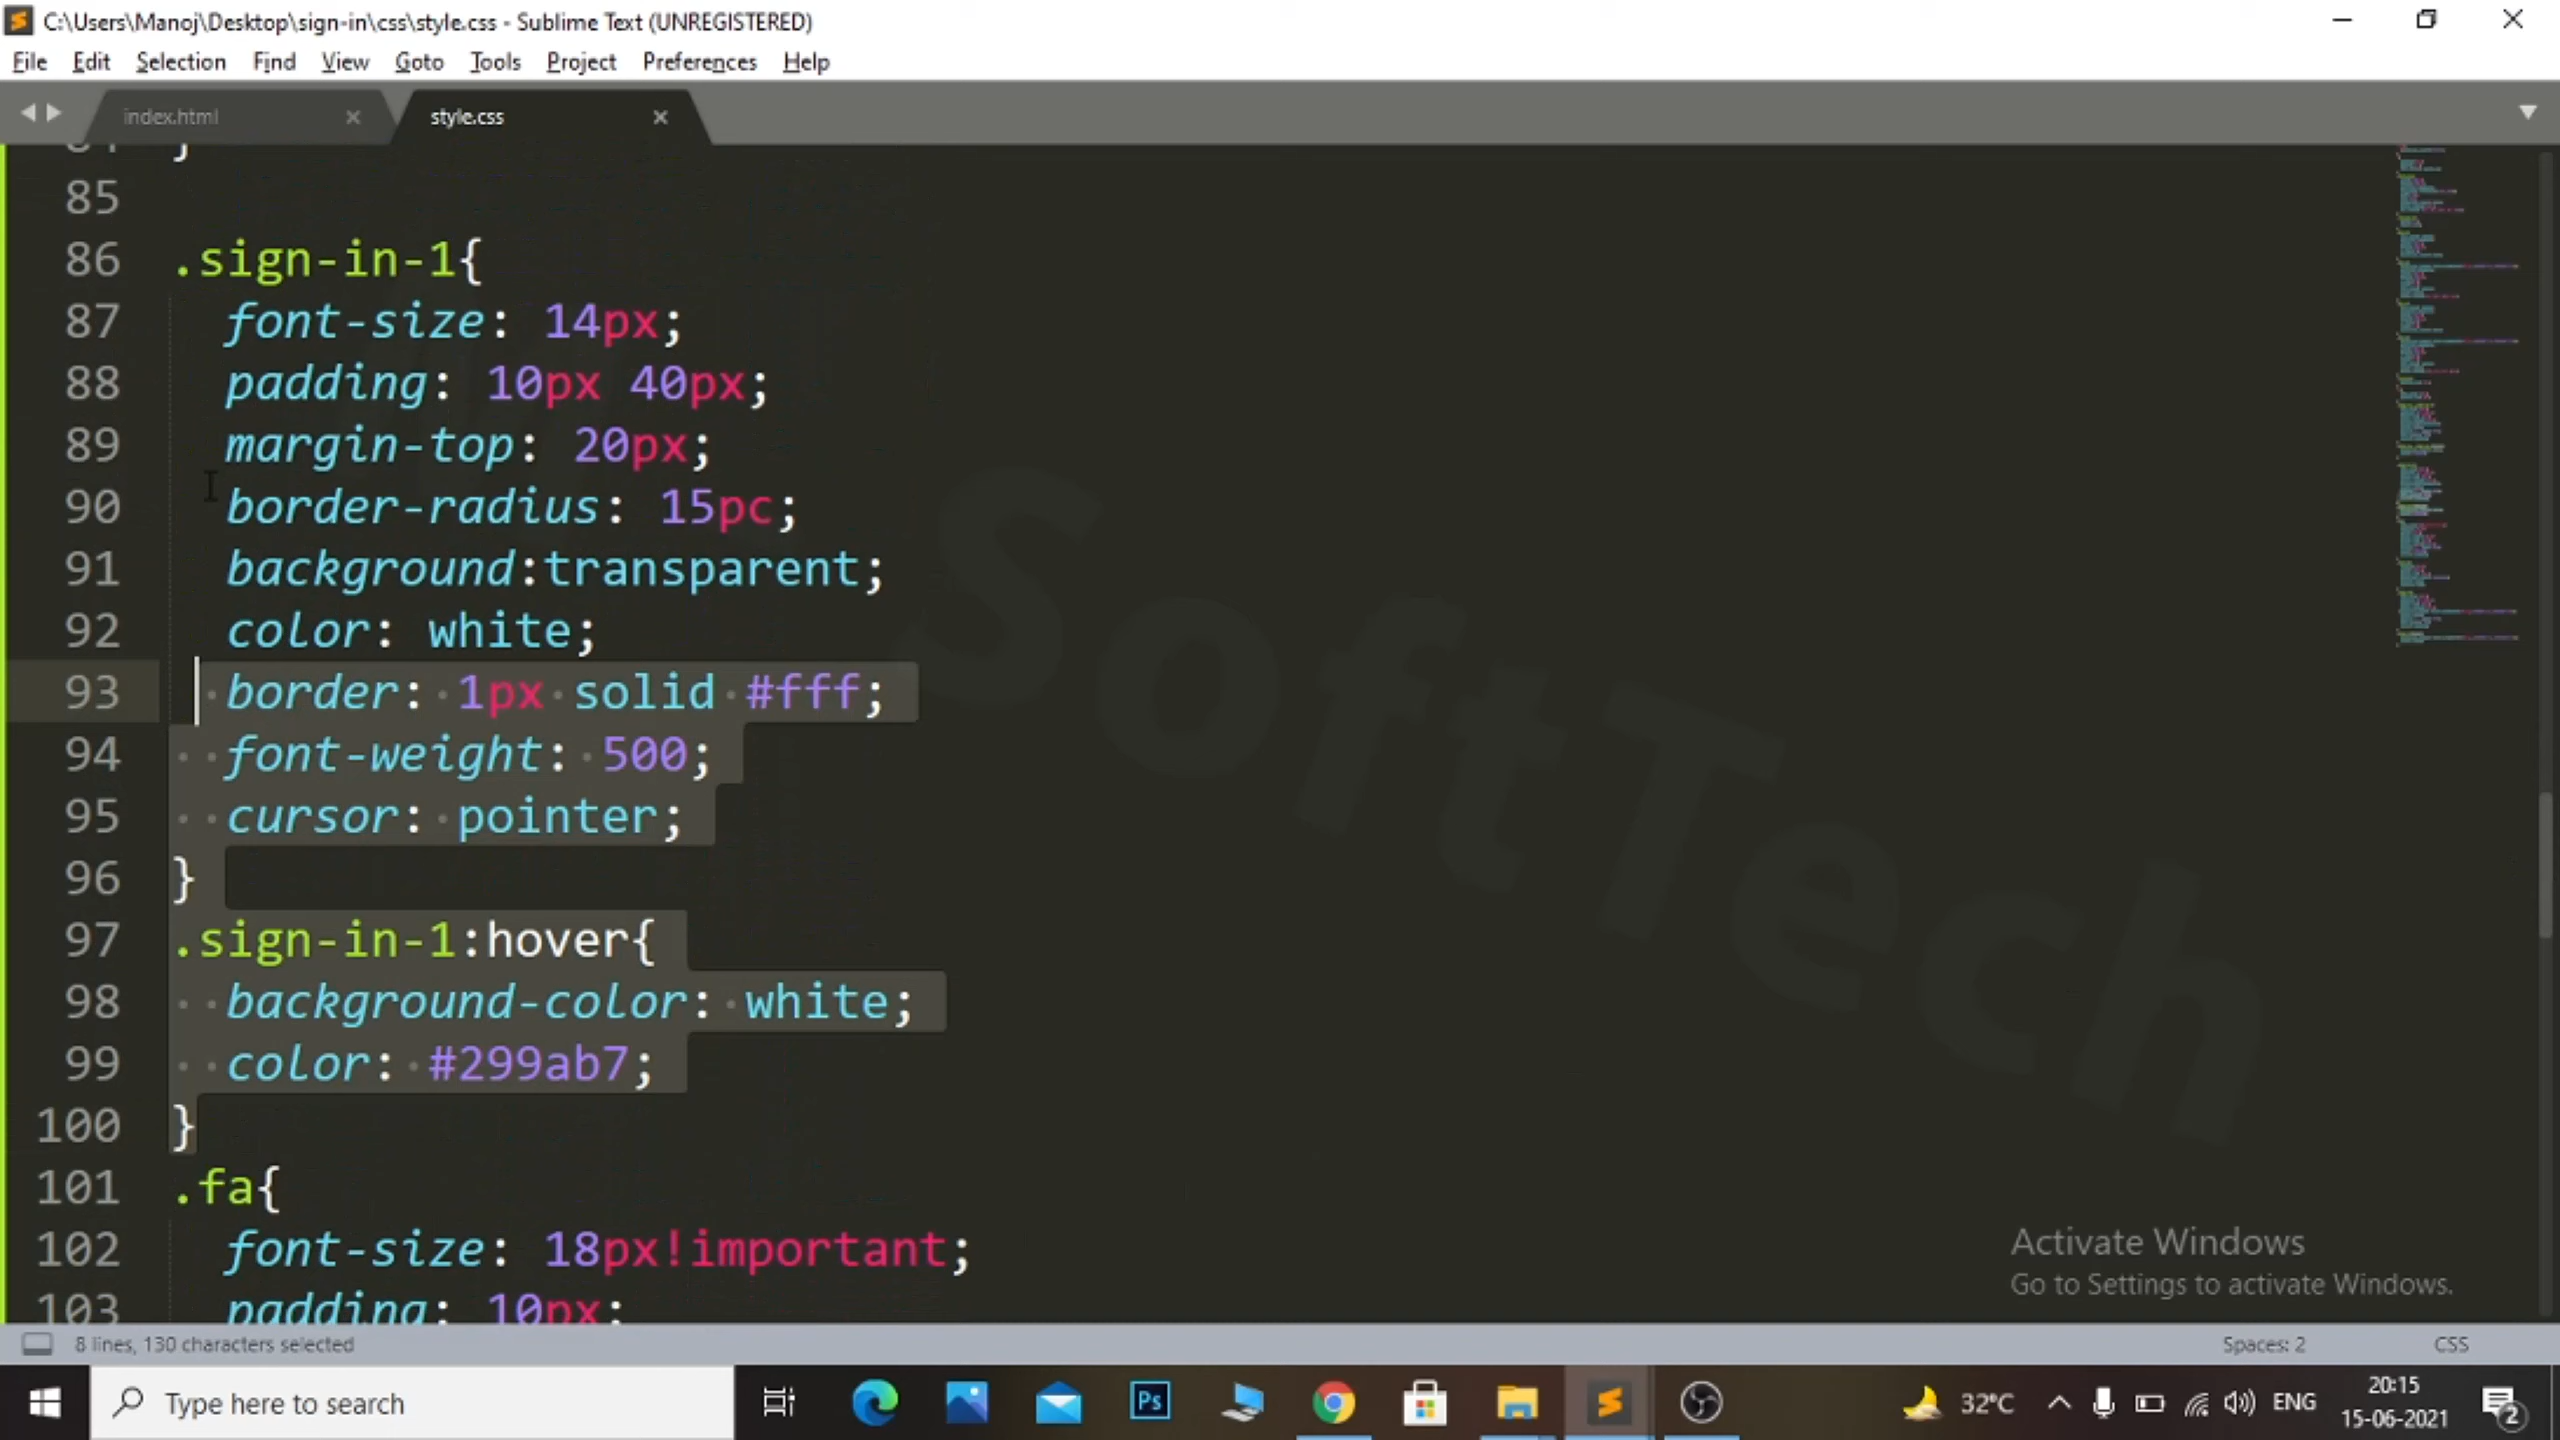 C:\Users\Manoj\Desktop\sign-in\css\style.css - Sublime Text (UNREGISTERED)
File Edit Selection Find View Goto Tools Project Preferences Help
index.html style.css
}
85
86 .sign-in-1{
87 font-size: 14px;
88 padding: 10px 40px;
89 margin-top: 20px;
90 border-radius: 15pc;
91 background:transparent;
92 color: white;
93 border: 1px solid #fff;
94 font-weight: 500;
95 cursor: pointer;
96 }
97 .sign-in-1:hover{
98 background-color: white;
99 color: #299ab7;
100 }
101 .fa{
102 font-size: 18px!important;
103 padding: 10px;
SoftTech
Activate Windows
Go to Settings to activate Windows.
8 lines, 130 characters selected Spaces: 2 CSS
Type here to search Ps 32°C ENG 20:15
15-06-2021 2